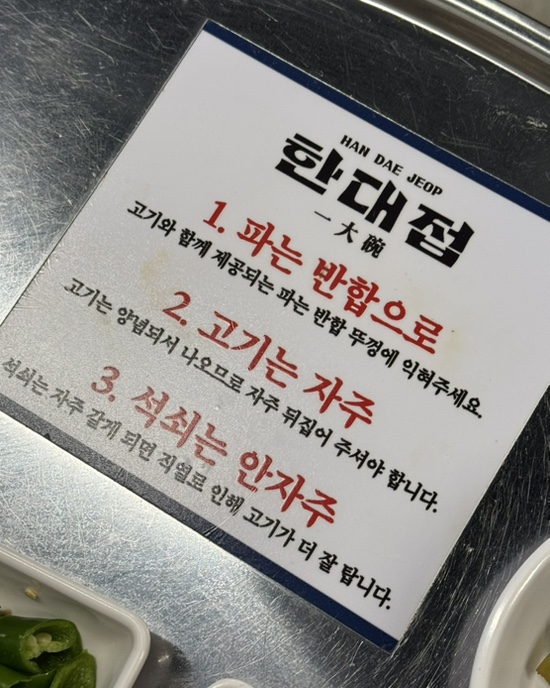 HAN DAE JEOP
한대접
一大碗
1. 파는 반합으로
고기와 함께 제공되는 파는 반합 뚜껑에 익혀주세요.
2. 고기는 자주
고기는 양념되서 나오므로 자주 뒤집어 주셔야 합니다.
3. 석쇠는 안자주
석쇠는 자주 갈게 되면 직열로 인해 고기가 더 잘 탑니다.